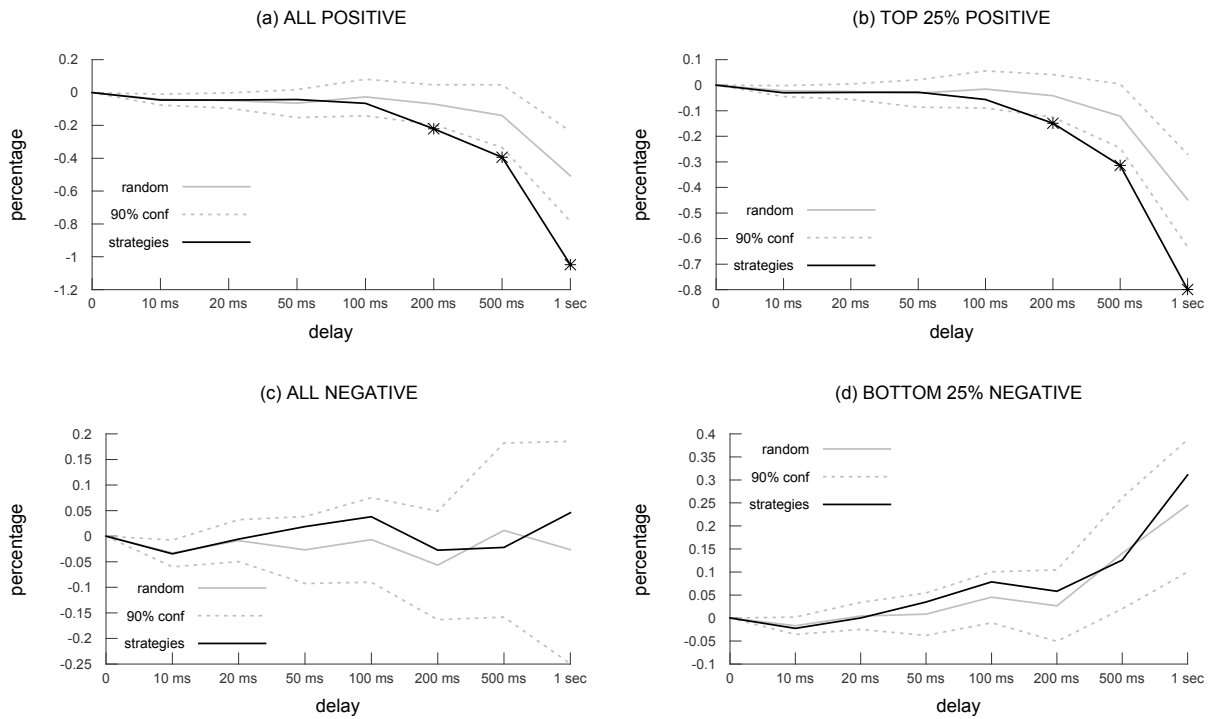 (a) ALL POSITIVE
percentage
0.2
0
-0.2
-0.4
-0.6
-0.8
-1
-1.2
random
90% conf
strategies
0 10 ms 20 ms 50 ms 100 ms 200 ms 500 ms 1 sec
delay
(b) TOP 25% POSITIVE
percentage
0.1
0
-0.1
-0.2
-0.3
-0.4
-0.5
-0.6
-0.7
-0.8
random
90% conf
strategies
0 10 ms 20 ms 50 ms 100 ms 200 ms 500 ms 1 sec
delay
(c) ALL NEGATIVE
percentage
0.2
0.15
0.1
0.05
0
-0.05
-0.1
-0.15
-0.2
-0.25
random
90% conf
strategies
0 10 ms 20 ms 50 ms 100 ms 200 ms 500 ms 1 sec
delay
(d) BOTTOM 25% NEGATIVE
percentage
0.4
0.35
0.3
0.25
0.2
0.15
0.1
0.05
0
-0.05
-0.1
random
90% conf
strategies
0 10 ms 20 ms 50 ms 100 ms 200 ms 500 ms 1 sec
delay